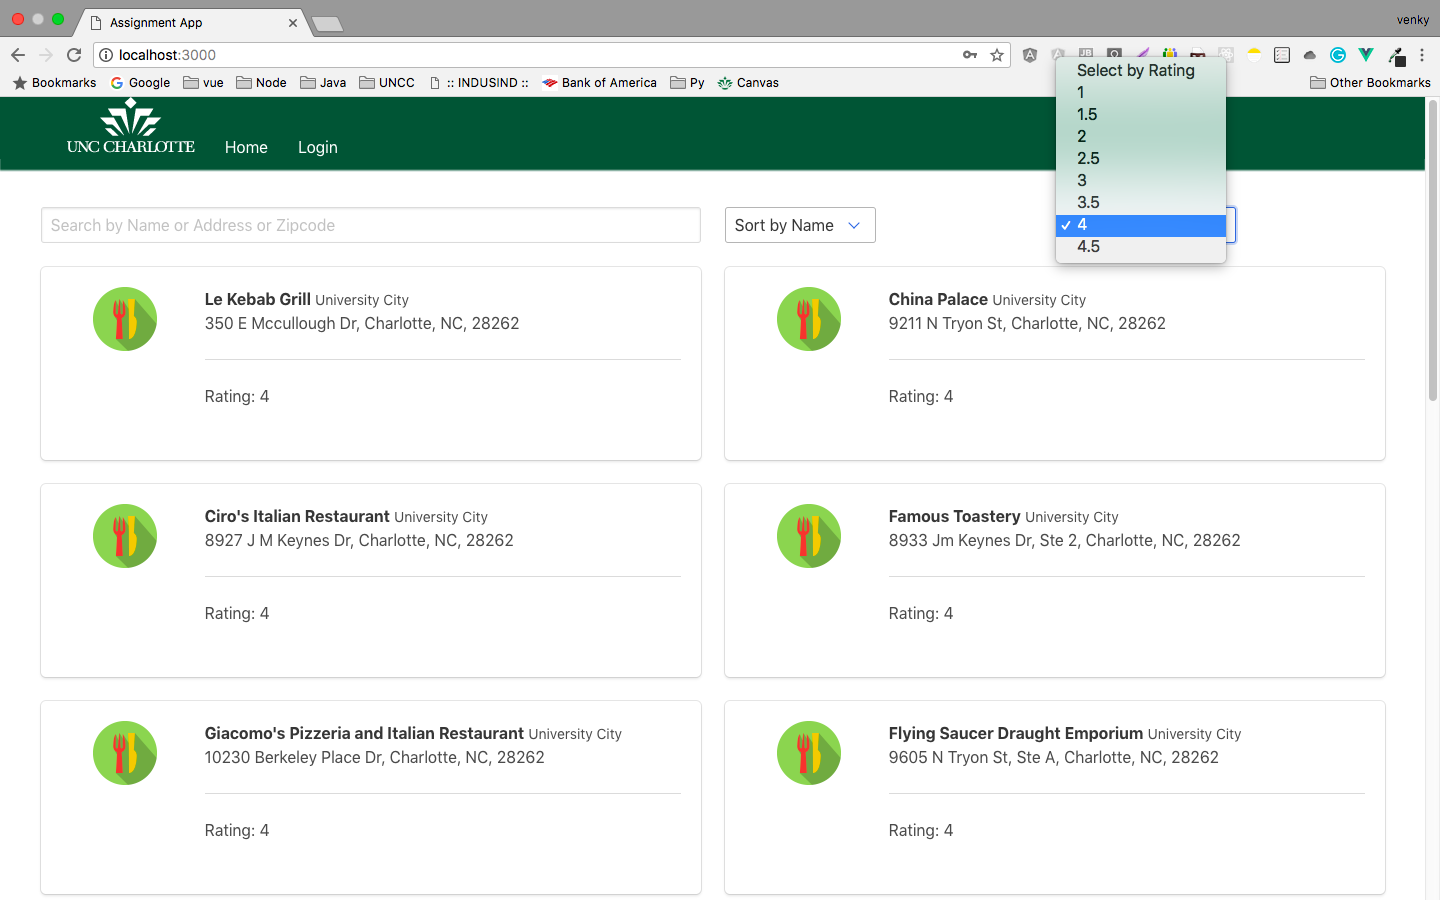 Assignment App
venky
localhost:3000
Bookmarks
Google
vue
Node
Java
UNCC
:: INDUSIND ::
Bank of America
Py
Canvas
Other Bookmarks
UNC CHARLOTTE
Home
Login
Select by Rating
1
1.5
2
2.5
3
3.5
✓ 4
4.5
Search by Name or Address or Zipcode
Sort by Name
Le Kebab Grill University City
350 E Mccullough Dr, Charlotte, NC, 28262
Rating: 4
China Palace University City
9211 N Tryon St, Charlotte, NC, 28262
Rating: 4
Ciro's Italian Restaurant University City
8927 J M Keynes Dr, Charlotte, NC, 28262
Rating: 4
Famous Toastery University City
8933 Jm Keynes Dr, Ste 2, Charlotte, NC, 28262
Rating: 4
Giacomo's Pizzeria and Italian Restaurant University City
10230 Berkeley Place Dr, Charlotte, NC, 28262
Rating: 4
Flying Saucer Draught Emporium University City
9605 N Tryon St, Ste A, Charlotte, NC, 28262
Rating: 4